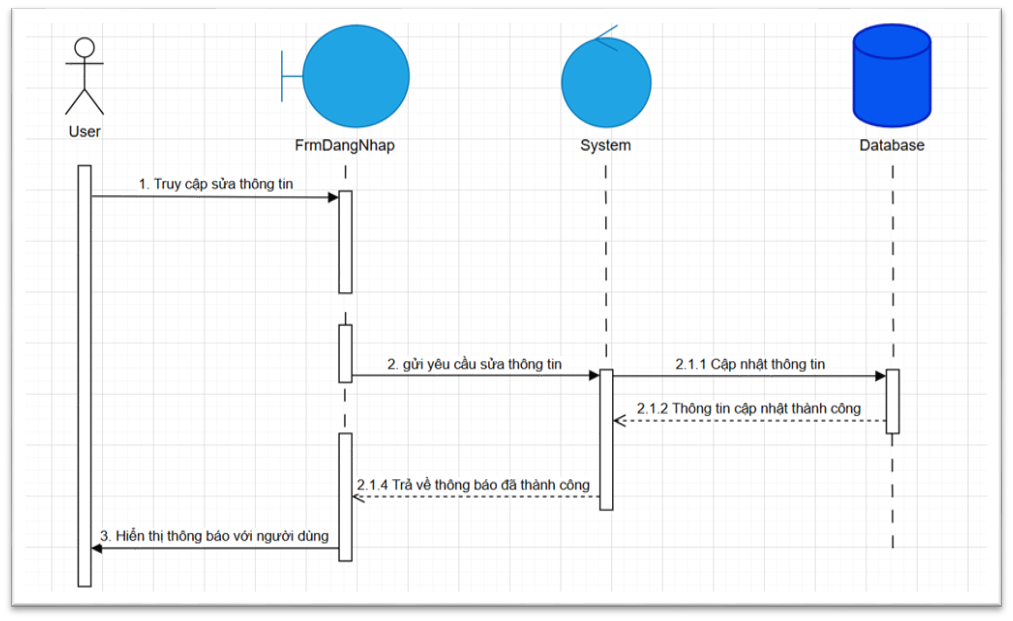 User
FrmDangNhap
System
Database
1. Truy cập sửa thông tin
2. gửi yêu cầu sửa thông tin
2.1.1 Cập nhật thông tin
2.1.2 Thông tin cập nhật thành công
2.1.4 Trả về thông báo đã thành công
3. Hiển thị thông báo với người dùng